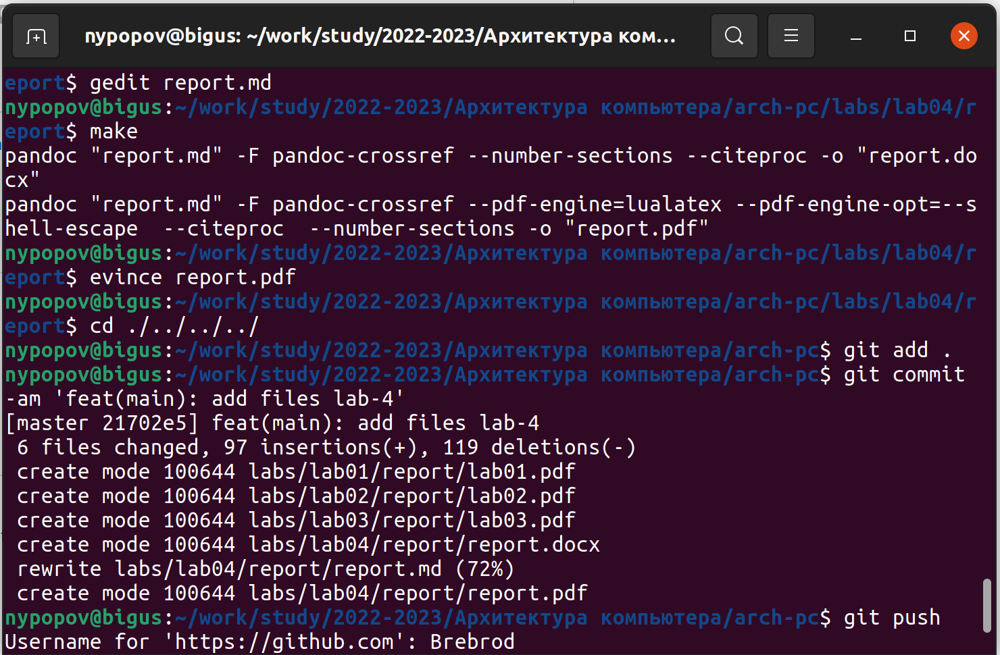 nypopov@bigus: ~/work/study/2022-2023/Архитектура ком...
eport$ gedit report.md
nypopov@bigus:~/work/study/2022-2023/Архитектура компьютера/arch-pc/labs/lab04/r
eport$ make
pandoc "report.md" -F pandoc-crossref --number-sections --citeproc -o "report.do
cx"
pandoc "report.md" -F pandoc-crossref --pdf-engine=lualatex --pdf-engine-opt=--s
hell-escape  --citeproc  --number-sections -o "report.pdf"
nypopov@bigus:~/work/study/2022-2023/Архитектура компьютера/arch-pc/labs/lab04/r
eport$ evince report.pdf
nypopov@bigus:~/work/study/2022-2023/Архитектура компьютера/arch-pc/labs/lab04/r
eport$ cd ./../../../
nypopov@bigus:~/work/study/2022-2023/Архитектура компьютера/arch-pc$ git add .
nypopov@bigus:~/work/study/2022-2023/Архитектура компьютера/arch-pc$ git commit
-am 'feat(main): add files lab-4'
[master 21702e5] feat(main): add files lab-4
 6 files changed, 97 insertions(+), 119 deletions(-)
 create mode 100644 labs/lab01/report/lab01.pdf
 create mode 100644 labs/lab02/report/lab02.pdf
 create mode 100644 labs/lab03/report/lab03.pdf
 create mode 100644 labs/lab04/report/report.docx
 rewrite labs/lab04/report/report.md (72%)
 create mode 100644 labs/lab04/report/report.pdf
nypopov@bigus:~/work/study/2022-2023/Архитектура компьютера/arch-pc$ git push
Username for 'https://github.com': Brebrod